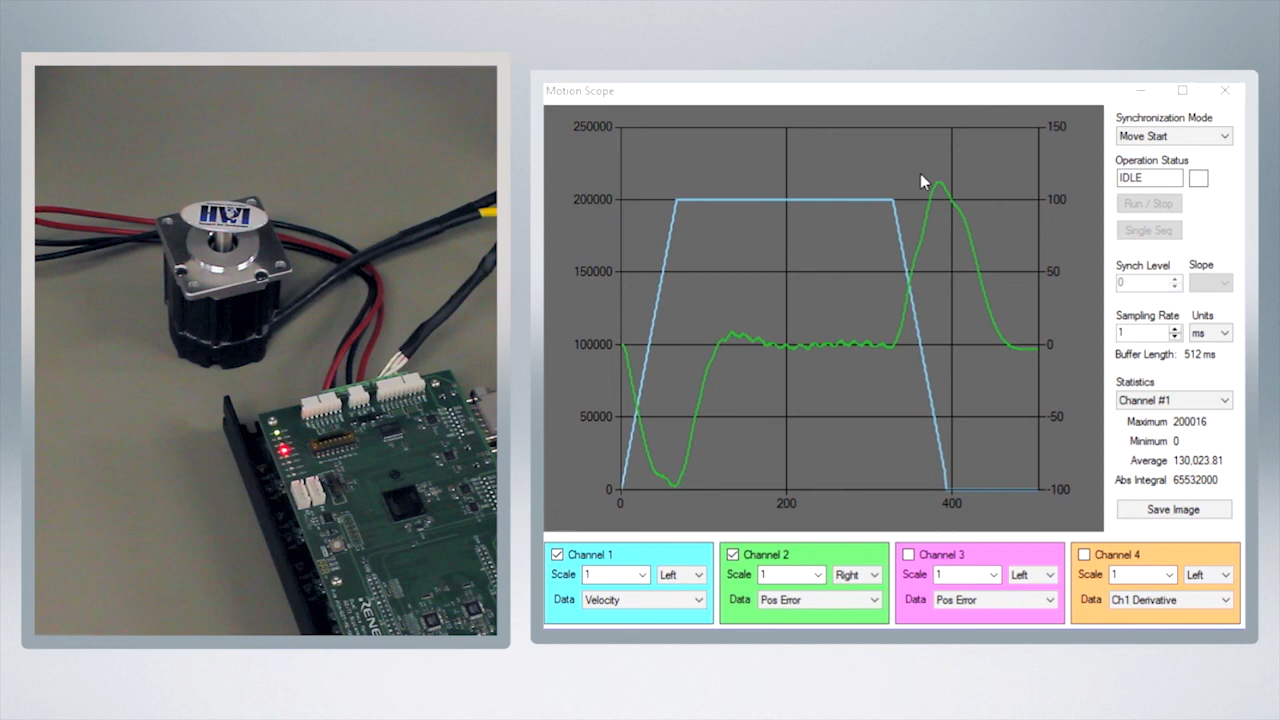 HWI
RENE
Motion Scope
250000
200000
150000
100000
50000
0
150
100
50
0
-50
-100
0 200 400
Synchronization Mode
Move Start
Operation Status
IDLE
Run / Stop
Single Seq
Synch Level Slope
0
Sampling Rate Units
1 ms
Buffer Length: 512 ms
Statistics
Channel #1
Maximum 200016
Minimum 0
Average 130,023.81
Abs Integral 65532000
Save Image
Channel 1
Scale 1 Left
Data Velocity
Channel 2
Scale 1 Right
Data Pos Error
Channel 3
Scale 1 Left
Data Pos Error
Channel 4
Scale 1 Left
Data Ch1 Derivative